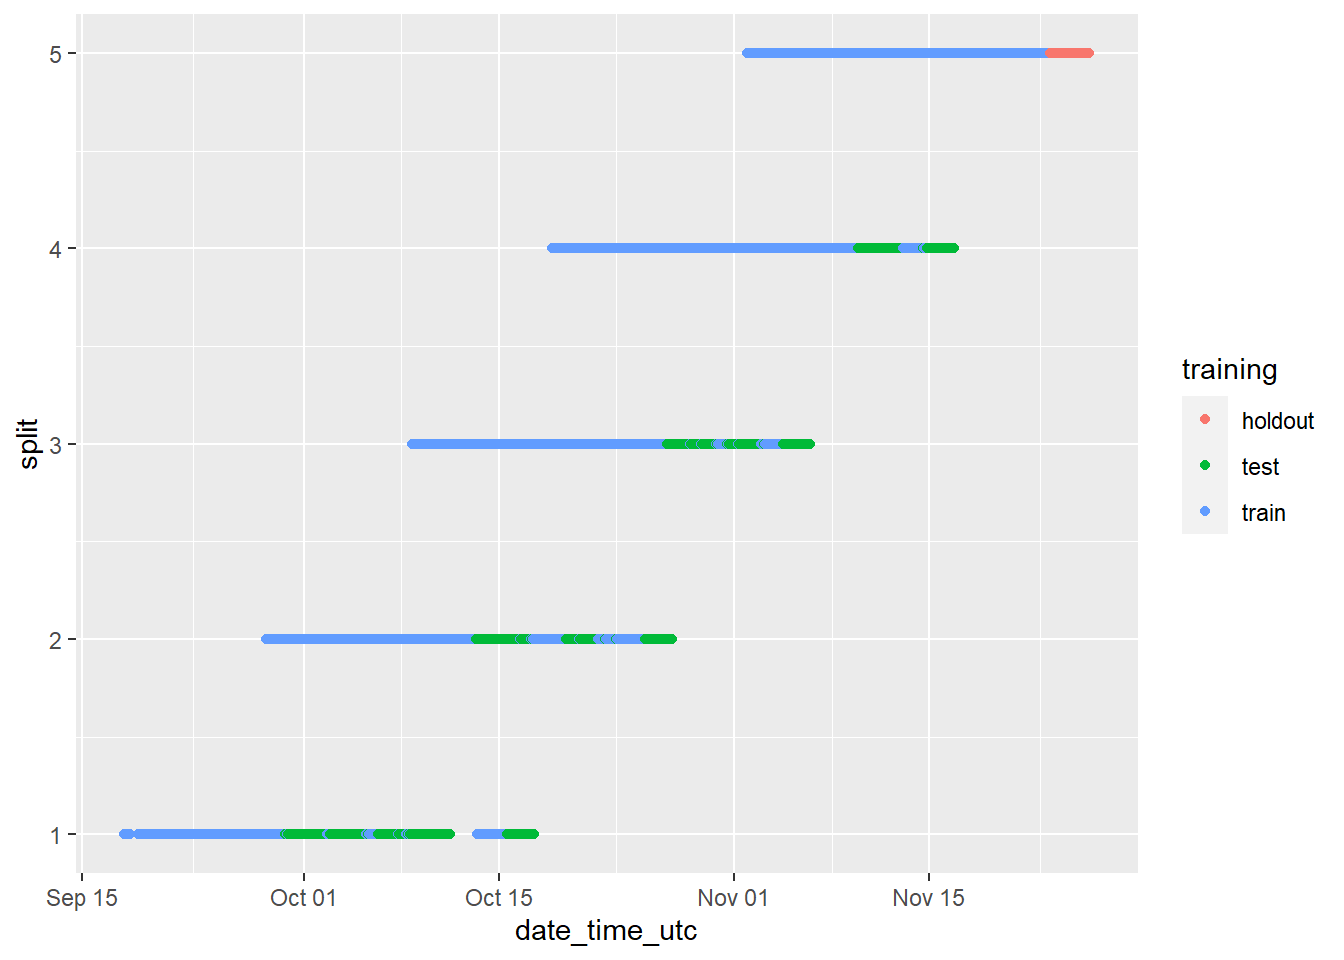 5
4
3
2
1
split
Sep 15
Oct 01
Oct 15
Nov 01
Nov 15
date_time_utc
training
holdout
test
train